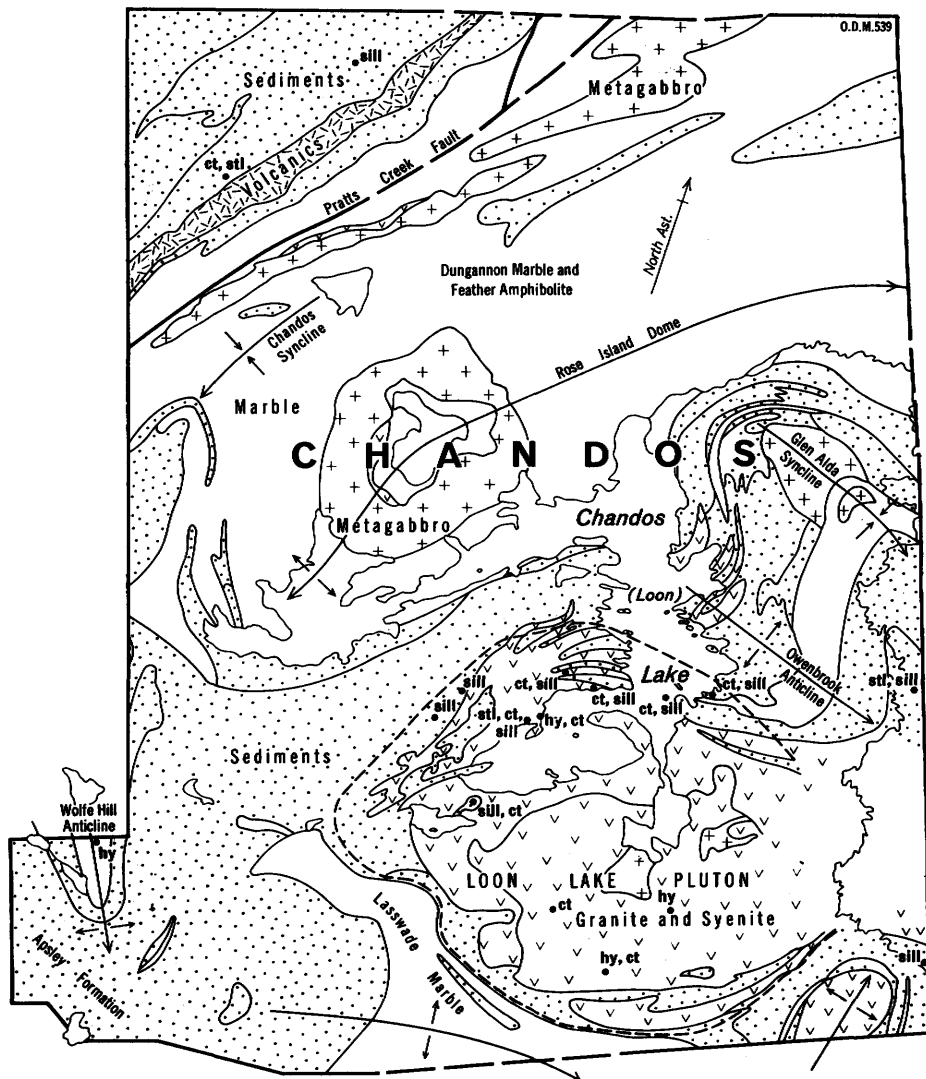 O.D.M.539
sill
Sediments
Metagabbro
ct, stl
Volcanics
Pratts Creek Fault
North Ast.
Dungannon Marble and
Feather Amphibolite
Chandos
Syncline
Rose Island Dome
Marble
CHANDOS
Glen Alda
Syncline
Metagabbro
Chandos
(Loon)
Lake
Owenbrook
Anticline
stl, sill
ct, sill
sill
ct, sill
ct, sill
ct, sill
sill
stl, ct,
sill
hy, ct
Sediments
sill, ct
Wolfe Hill
Anticline
hy
LOON LAKE PLUTON
hy
ct
Granite and Syenite
Lasswade
Marble
hy, ct
sill
Apsley Formation